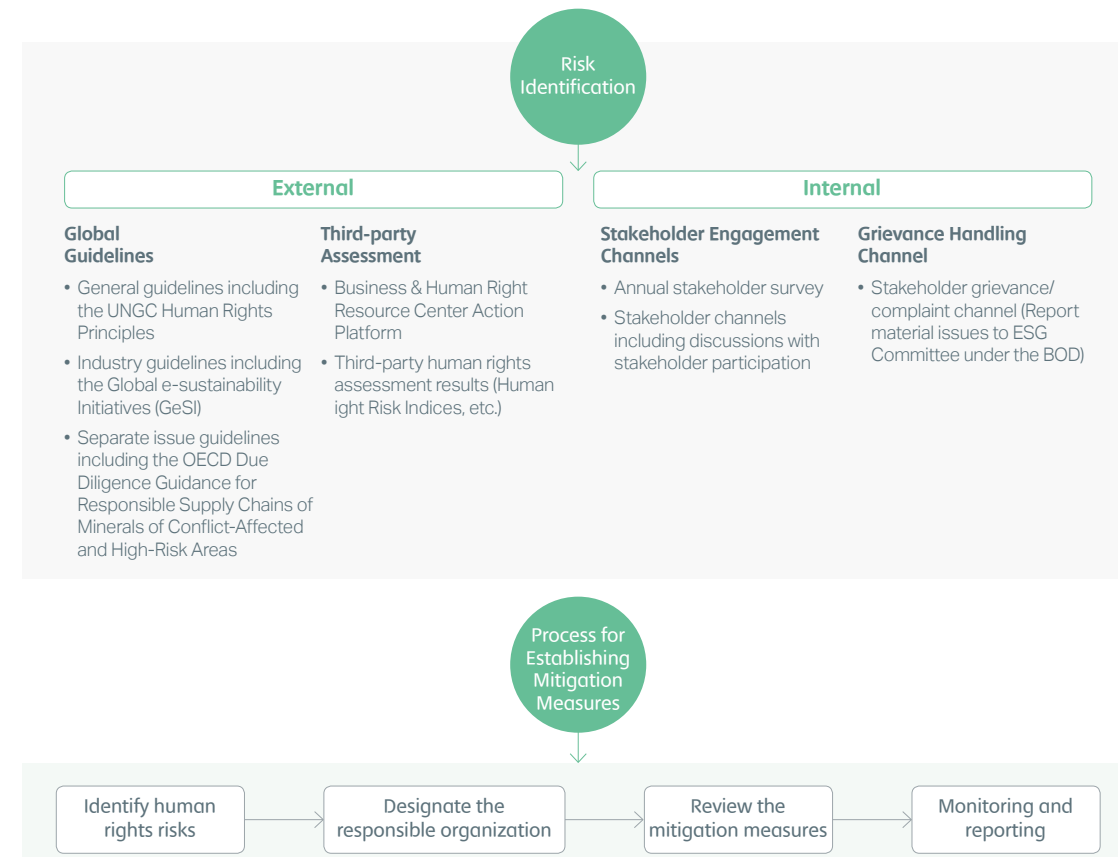 Risk
Identification
External
Global
Guidelines
• General guidelines including
the UNGC Human Rights
Principles
• Industry guidelines including
the Global e-sustainability
Initiatives (GeSI)
• Separate issue guidelines
including the OECD Due
Diligence Guidance for
Responsible Supply Chains of
Minerals of Conflict-Affected
and High-Risk Areas
Third-party
Assessment
• Business & Human Right
Resource Center Action
Platform
• Third-party human rights
assessment results (Human
ight Risk Indices, etc.)
Internal
Stakeholder Engagement
Channels
• Annual stakeholder survey
• Stakeholder channels
including discussions with
stakeholder participation
Grievance Handling
Channel
• Stakeholder grievance/
complaint channel (Report
material issues to ESG
Committee under the BOD)
Process for
Establishing
Mitigation
Measures
Identify human
rights risks
Designate the
responsible organization
Review the
mitigation measures
Monitoring and
reporting